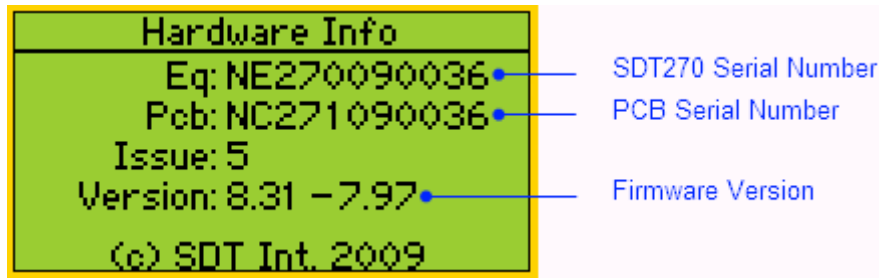 Hardware Info
Eq: NE270090036
SDT270 Serial Number
Pcb: NC271090036
PCB Serial Number
Issue: 5
Version: 8.31 -7.97
Firmware Version
(c) SDT Int. 2009